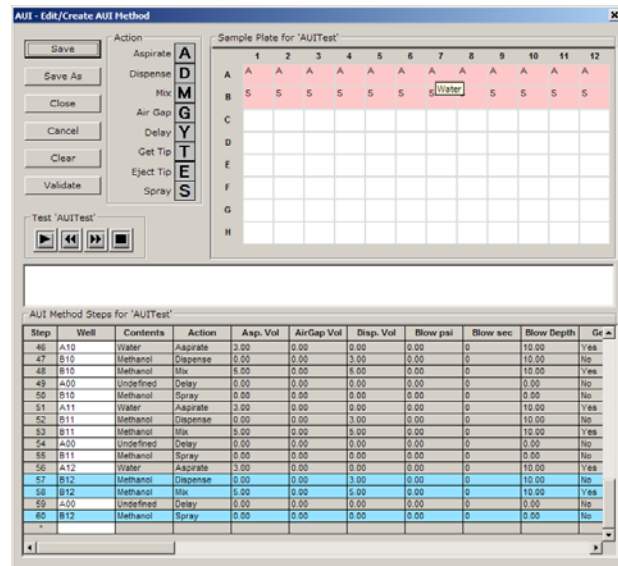 AUI - Edit/Create AUI Method
Save
Save As
Close
Cancel
Clear
Validate
Action
Aspirate A
Dispense D
Mix M
Air Gap G
Delay Y
Get Tip T
Eject Tip E
Spray S
Test 'AUITest'
Sample Plate for 'AUITest'
1 2 3 4 5 6 7 8 9 10 11 12
A A A A A A A A A A A A A
B S S S S S S S Water S S S S
C
D
E
F
G
H
AUI Method Steps for 'AUITest'
Step Well Contents Action Asp. Vol AirGap Vol Disp. Vol Blow psi Blow sec Blow Depth Ge
46 A10 Water Aspirate 3.00 0.00 0.00 0.00 0 10.00 Yes
47 B10 Methanol Dispense 0.00 0.00 3.00 0.00 0 10.00 No
48 B10 Methanol Mix 5.00 0.00 5.00 0.00 0 10.00 Yes
49 A00 Undefined Delay 0.00 0.00 0.00 0.00 0 0.00 No
50 B10 Methanol Spray 0.00 0.00 0.00 0.00 0 0.00 No
51 A11 Water Aspirate 3.00 0.00 0.00 0.00 0 10.00 Yes
52 B11 Methanol Dispense 0.00 0.00 3.00 0.00 0 10.00 No
53 B11 Methanol Mix 5.00 0.00 5.00 0.00 0 10.00 Yes
54 A00 Undefined Delay 0.00 0.00 0.00 0.00 0 0.00 No
55 B11 Methanol Spray 0.00 0.00 0.00 0.00 0 0.00 No
56 A12 Water Aspirate 3.00 0.00 0.00 0.00 0 10.00 Yes
57 B12 Methanol Dispense 0.00 0.00 3.00 0.00 0 10.00 No
58 B12 Methanol Mix 5.00 0.00 5.00 0.00 0 10.00 Yes
59 A00 Undefined Delay 0.00 0.00 0.00 0.00 0 0.00 No
60 B12 Methanol Spray 0.00 0.00 0.00 0.00 0 0.00 No
*